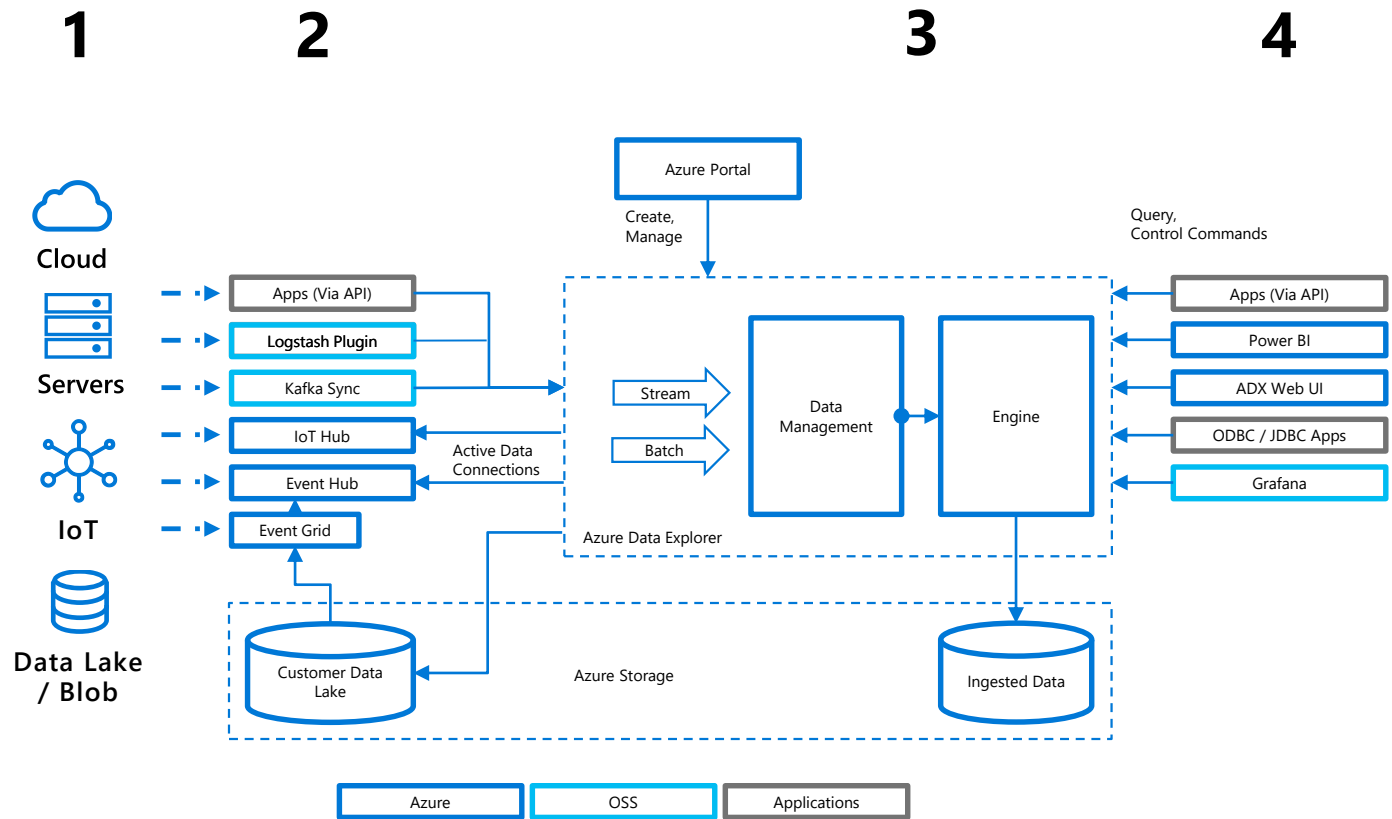 1
2
3
4
Cloud
Servers
IoT
Data Lake
/ Blob
Apps (Via API)
Logstash Plugin
Kafka Sync
IoT Hub
Event Hub
Event Grid
Active Data
Connections
Azure Portal
Create,
Manage
Stream
Batch
Data
Management
Engine
Azure Data Explorer
Query,
Control Commands
Apps (Via API)
Power BI
ADX Web UI
ODBC / JDBC Apps
Grafana
Customer Data
Lake
Azure Storage
Ingested Data
Azure
OSS
Applications